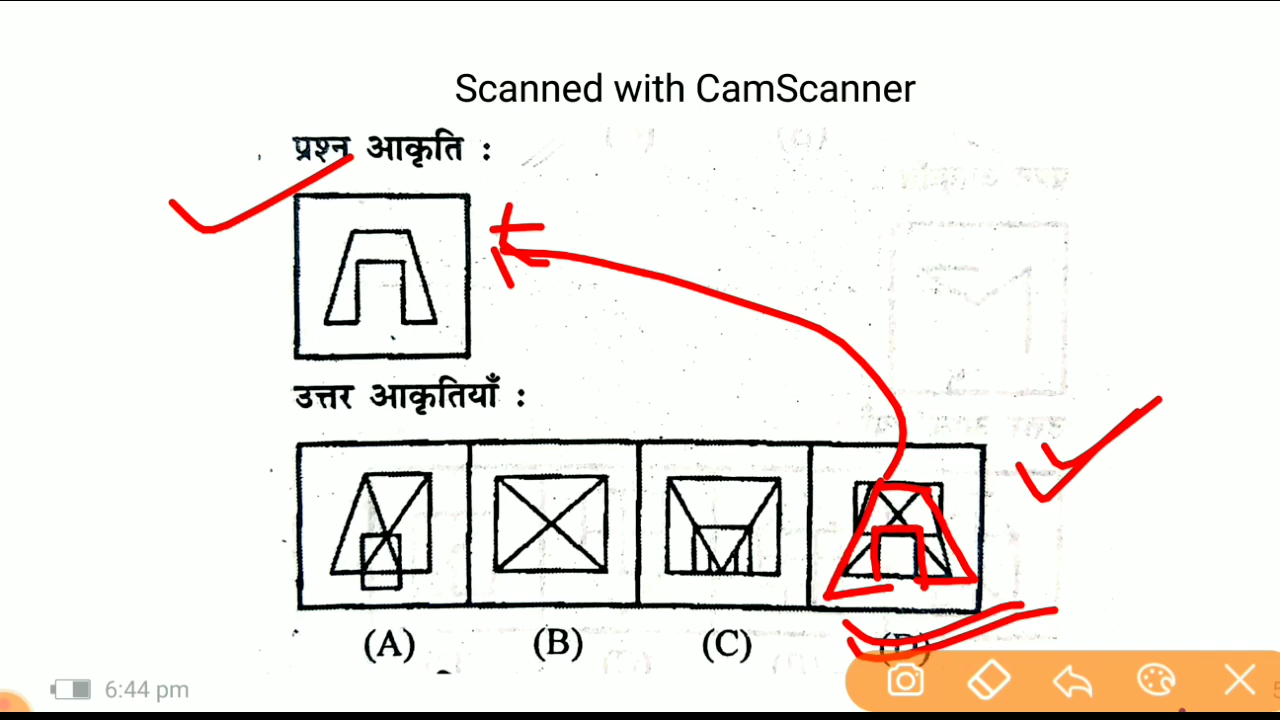 Scanned with CamScanner
प्रश्न आकृति :
उत्तर आकृतियाँ :
(A) (B) (C) (D)
6:44 pm